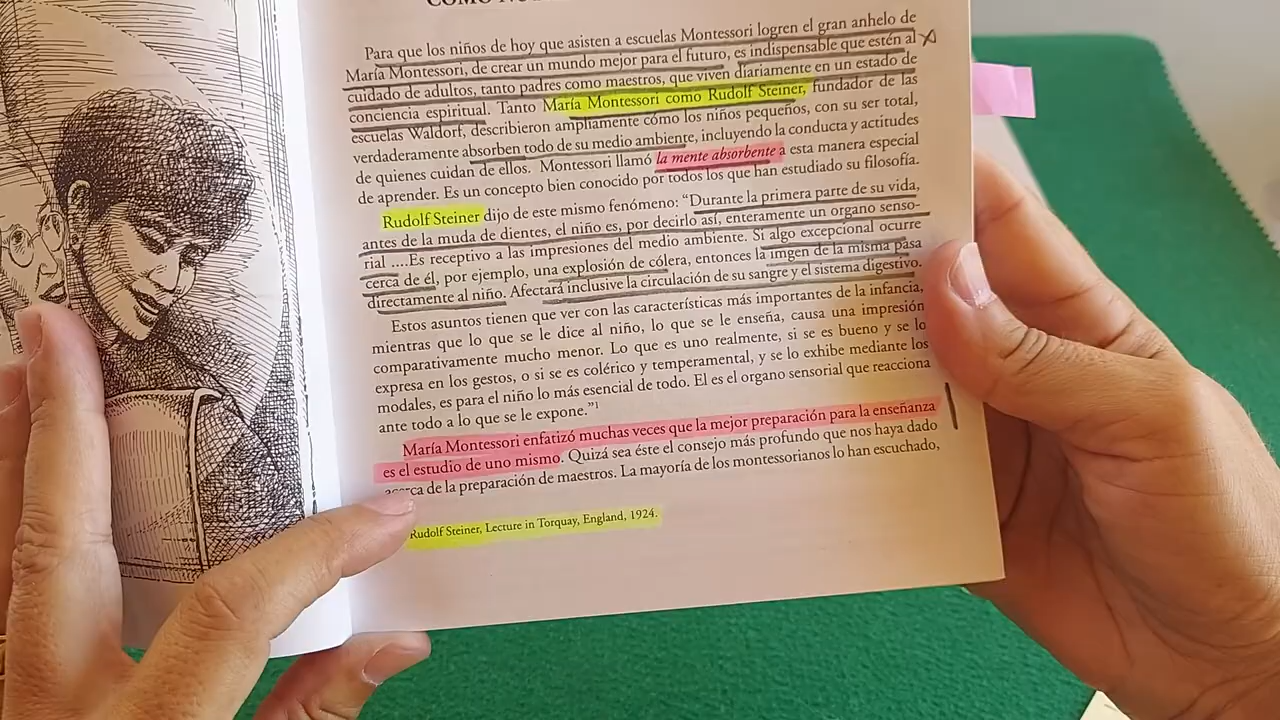 Para que los niños de hoy que asisten a escuelas Montessori logren el gran anhelo de
María Montessori, de crear un mundo mejor para el futuro, es indispensable que estén al
cuidado de adultos, tanto padres como maestros, que viven diariamente en un estado de
conciencia espiritual. Tanto María Montessori como Rudolf Steiner, fundador de las
escuelas Waldorf, describieron ampliamente cómo los niños pequeños, con su ser total,
verdaderamente absorben todo de su medio ambiente, incluyendo la conducta y actitudes
de quienes cuidan de ellos. Montessori llamó la mente absorbente a esta manera especial
de aprender. Es un concepto bien conocido por todos los que han estudiado su filosofía.
Rudolf Steiner dijo de este mismo fenómeno: “Durante la primera parte de su vida,
antes de la muda de dientes, el niño es, por decirlo así, enteramente un organo senso-
rial ....Es receptivo a las impresiones del medio ambiente. Si algo excepcional ocurre
cerca de él, por ejemplo, una explosión de cólera, entonces la imgen de la misma pasa
directamente al niño. Afectará inclusive la circulación de su sangre y el sistema digestivo.
Estos asuntos tienen que ver con las características más importantes de la infancia,
mientras que lo que se le dice al niño, lo que se le enseña, causa una impresión
comparativamente mucho menor. Lo que es uno realmente, si se es bueno y se lo
expresa en los gestos, o si se es colérico y temperamental, y se lo exhibe mediante los
modales, es para el niño lo más esencial de todo. El es el organo sensorial que reacciona
ante todo a lo que se le expone.”1
María Montessori enfatizó muchas veces que la mejor preparación para la enseñanza
es el estudio de uno mismo. Quizá sea éste el consejo más profundo que nos haya dado
acerca de la preparación de maestros. La mayoría de los montessorianos lo han escuchado,
Rudolf Steiner, Lecture in Torquay, England, 1924.